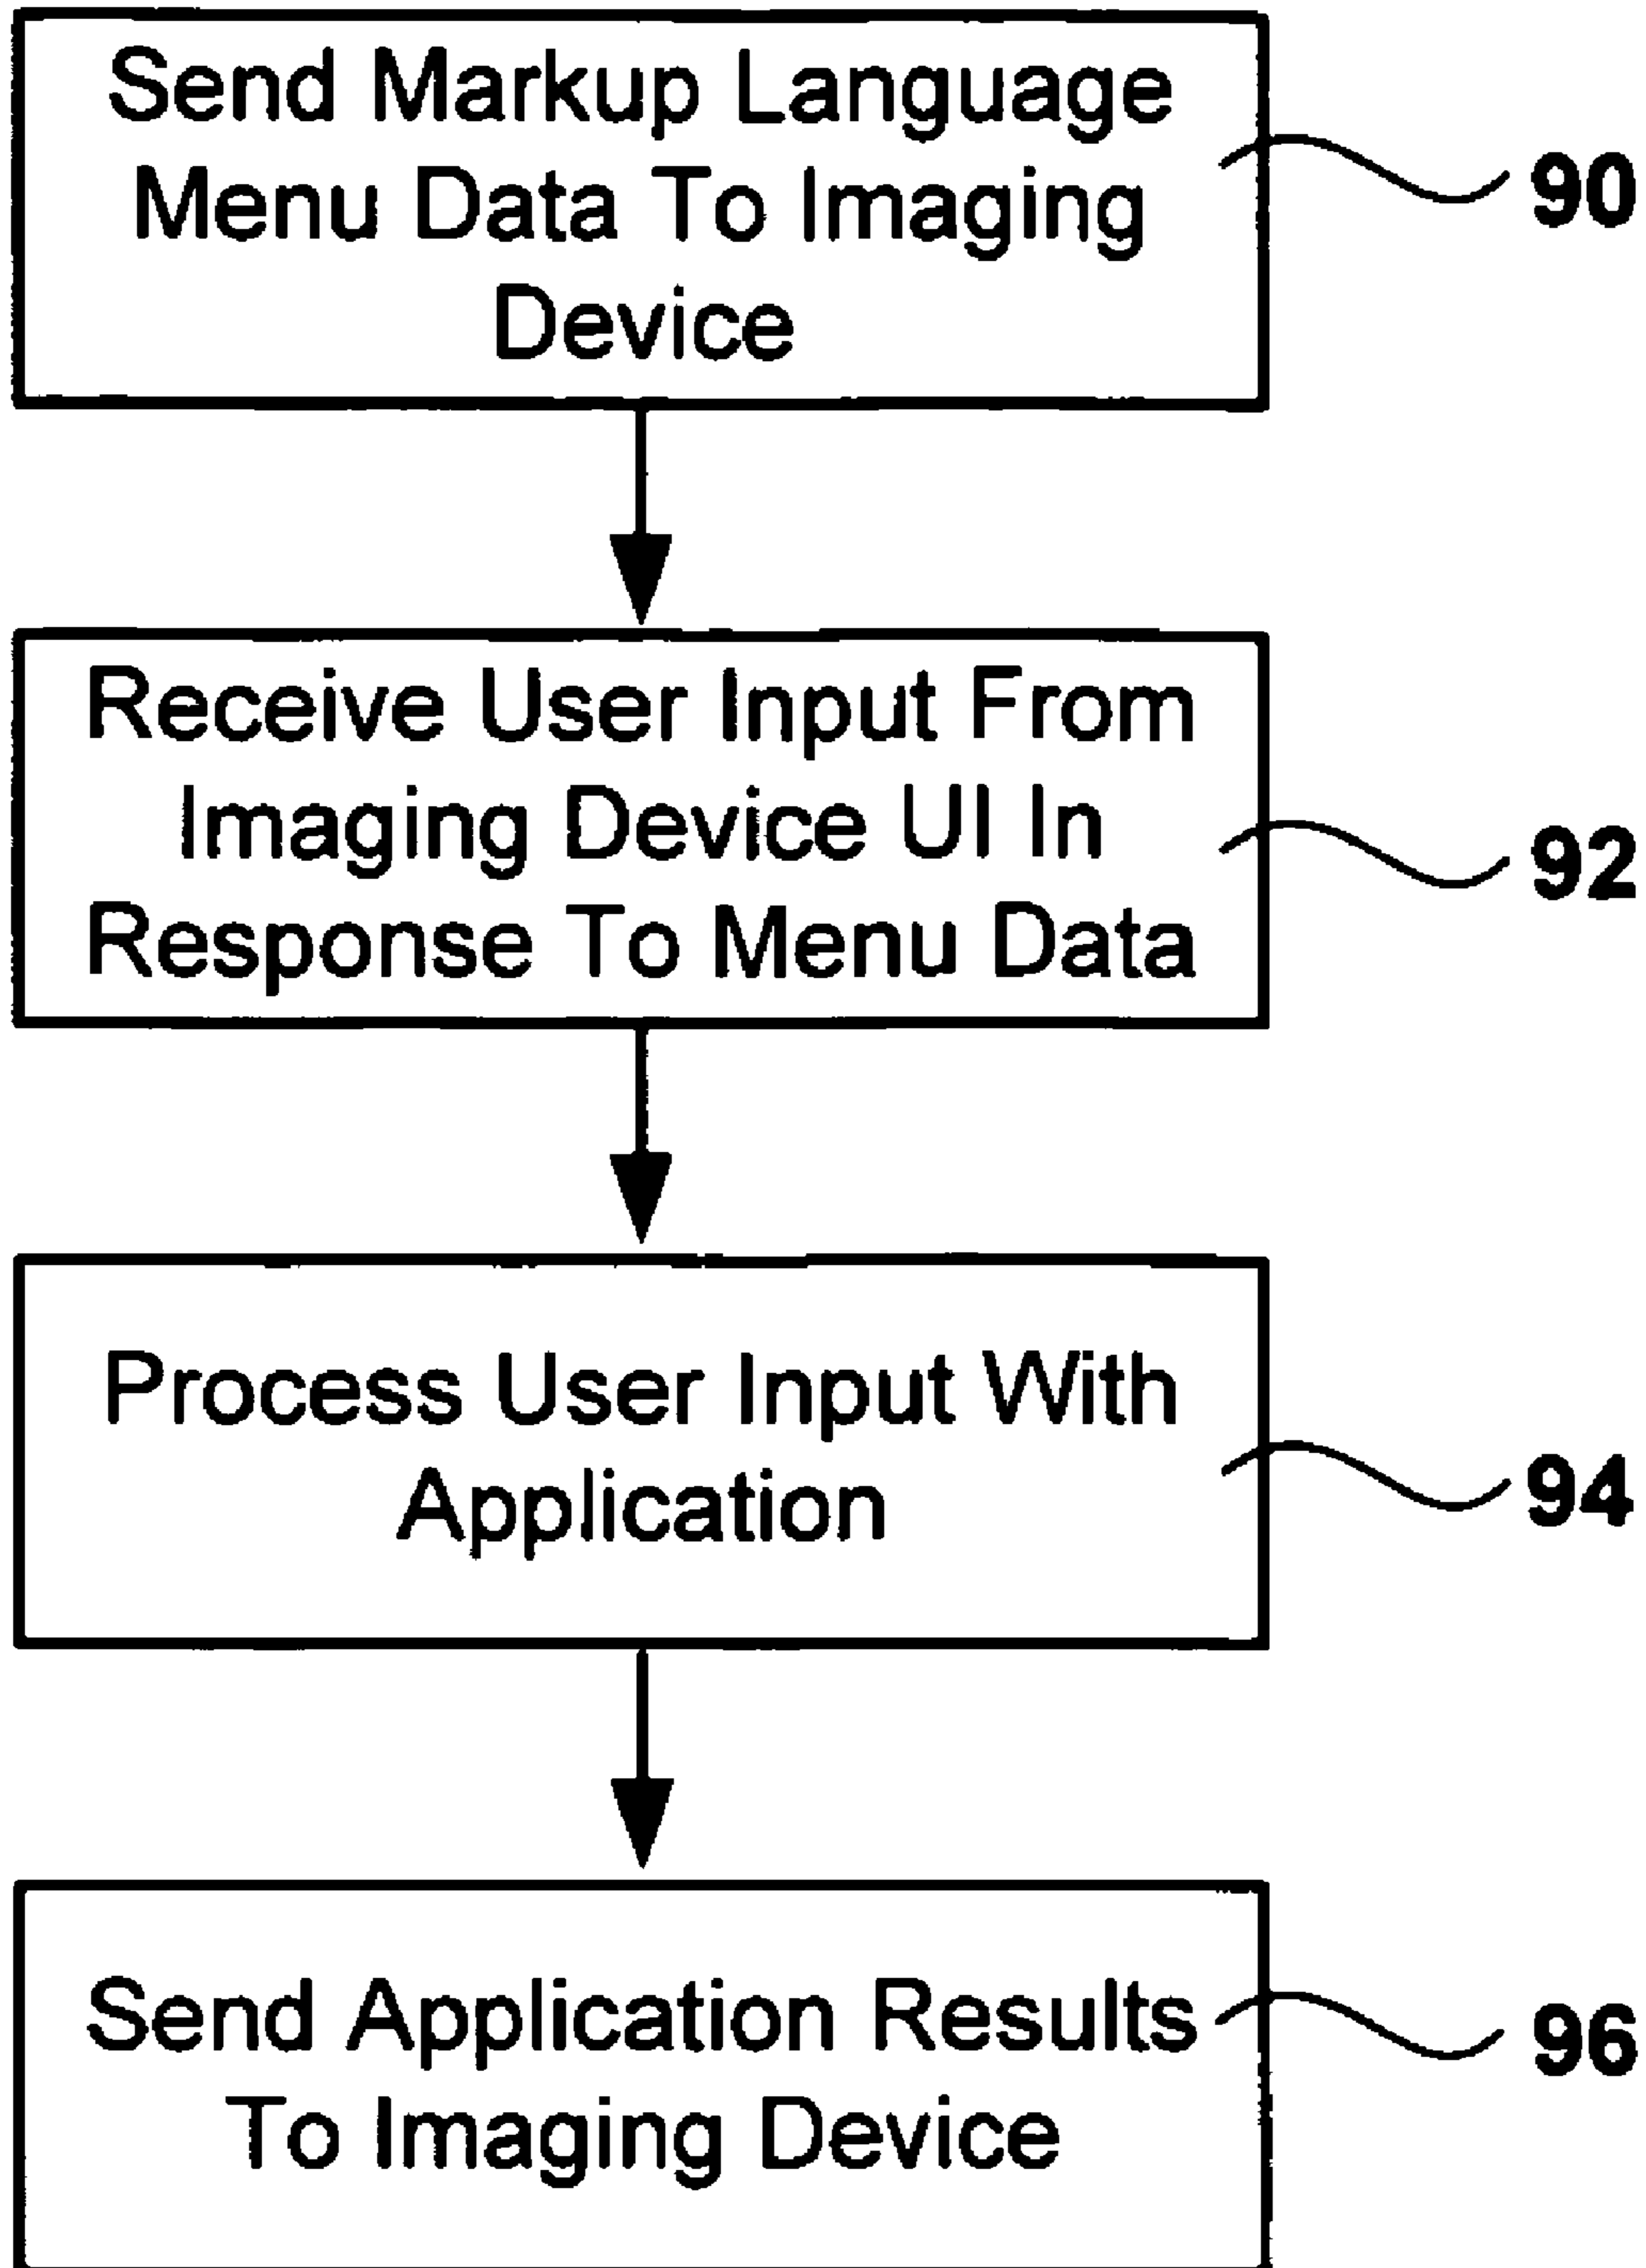 Send Markup Language
Menu Data To Imaging
Device
90
Receive User Input From
Imaging Device UI In
Response To Menu Data
92
Process User Input With
Application
94
Send Application Results
To Imaging Device
96